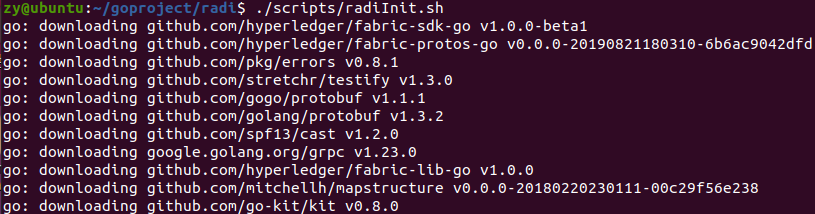 zy@ubuntu:~/goproject/radi$ ./scripts/radiInit.sh
go: downloading github.com/hyperledger/fabric-sdk-go v1.0.0-beta1
go: downloading github.com/hyperledger/fabric-protos-go v0.0.0-20190821180310-6b6ac9042dfd
go: downloading github.com/pkg/errors v0.8.1
go: downloading github.com/stretchr/testify v1.3.0
go: downloading github.com/gogo/protobuf v1.1.1
go: downloading github.com/golang/protobuf v1.3.2
go: downloading github.com/spf13/cast v1.2.0
go: downloading google.golang.org/grpc v1.23.0
go: downloading github.com/hyperledger/fabric-lib-go v1.0.0
go: downloading github.com/mitchellh/mapstructure v0.0.0-20180220230111-00c29f56e238
go: downloading github.com/go-kit/kit v0.8.0